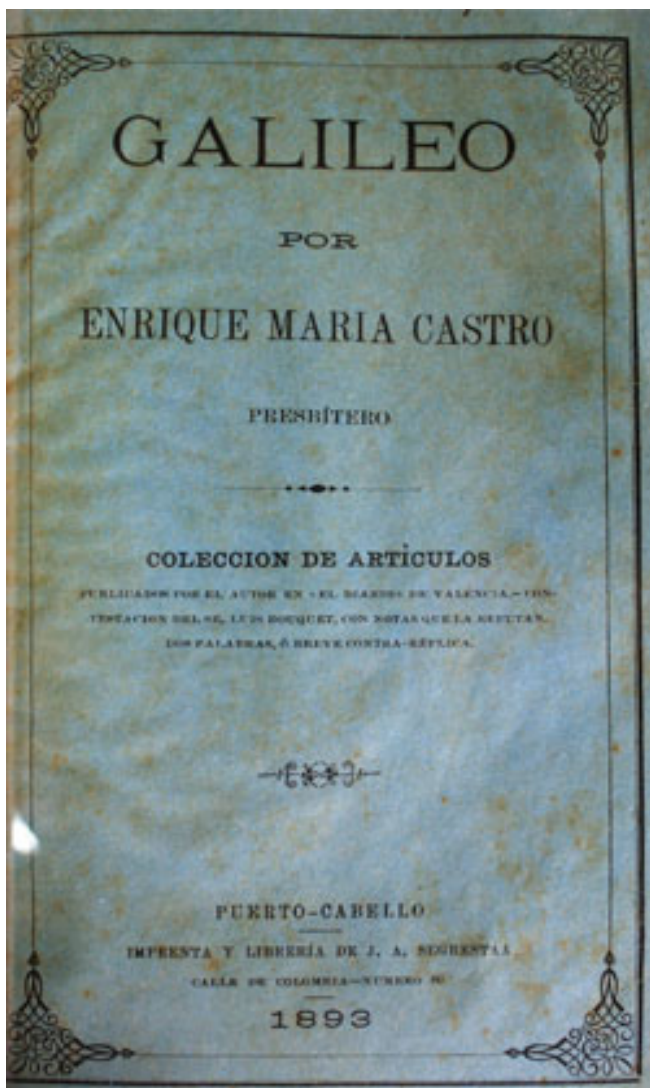 GALILEO
POR
ENRIQUE MARIA CASTRO
PRESBÍTERO
COLECCION DE ARTÍCULOS
PUBLICADOS POR EL AUTOR EN «EL DIARIO» DE VALENCIA.—CON-
TESTACION DEL SR. LUIS BOUQUET, CON NOTAS QUE LA REFUTAN.
DOS PALABRAS, Ó BREVE CONTRA-RÉPLICA.
PUERTO-CABELLO
IMPRENTA Y LIBRERÍA DE J. A. SEGRESTAA
CALLE DE COLOMBIA—NÚMERO
1893